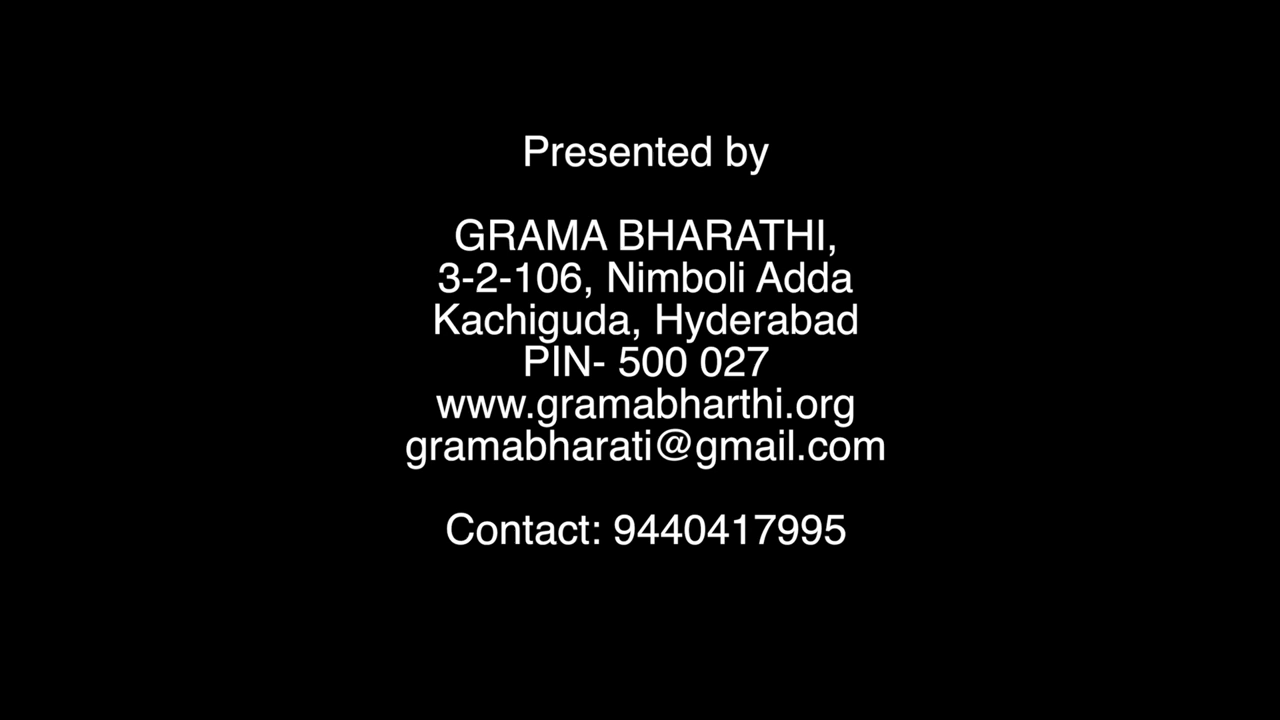 Presented by
GRAMA BHARATHI,
3-2-106, Nimboli Adda
Kachiguda, Hyderabad
PIN- 500 027
www.gramabharthi.org
gramabharati@gmail.com
Contact: 9440417995